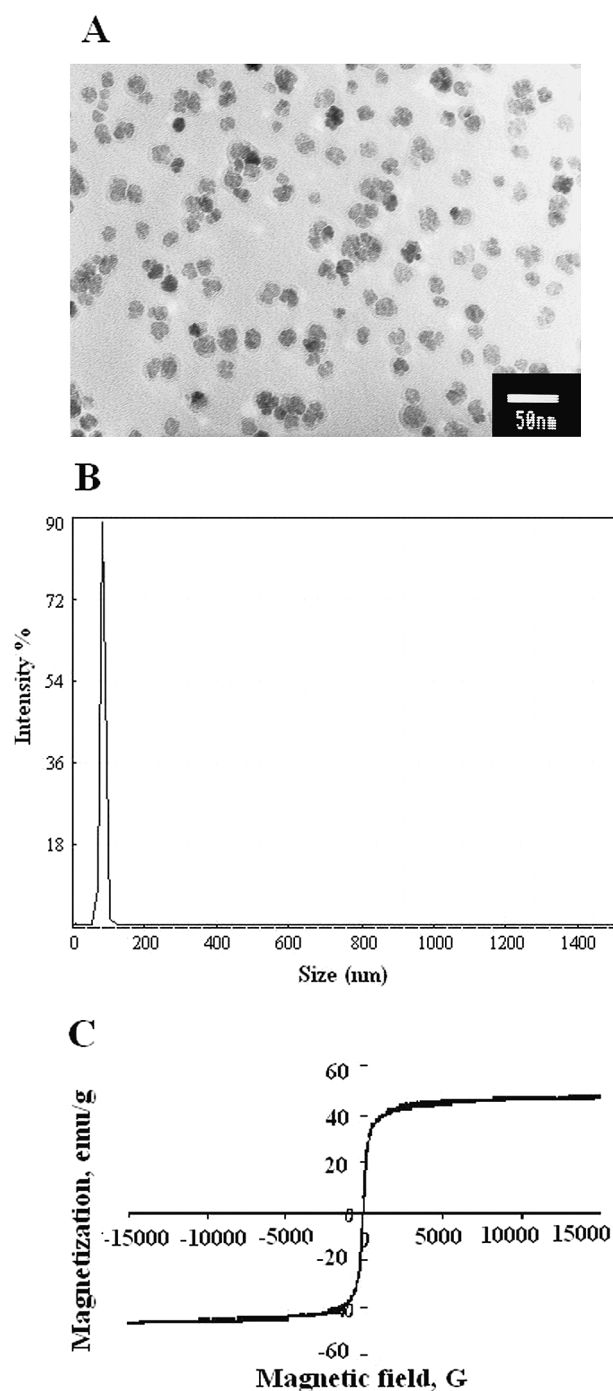 A
50nm
B
90
72
54
36
18
Intensity %
0 200 400 600 800 1000 1200 1400
Size (nm)
C
Magnetization, emu/g
60
40
20
0
-15000 -10000 -5000 0 5000 10000 15000
-20
-60
Magnetic field, G